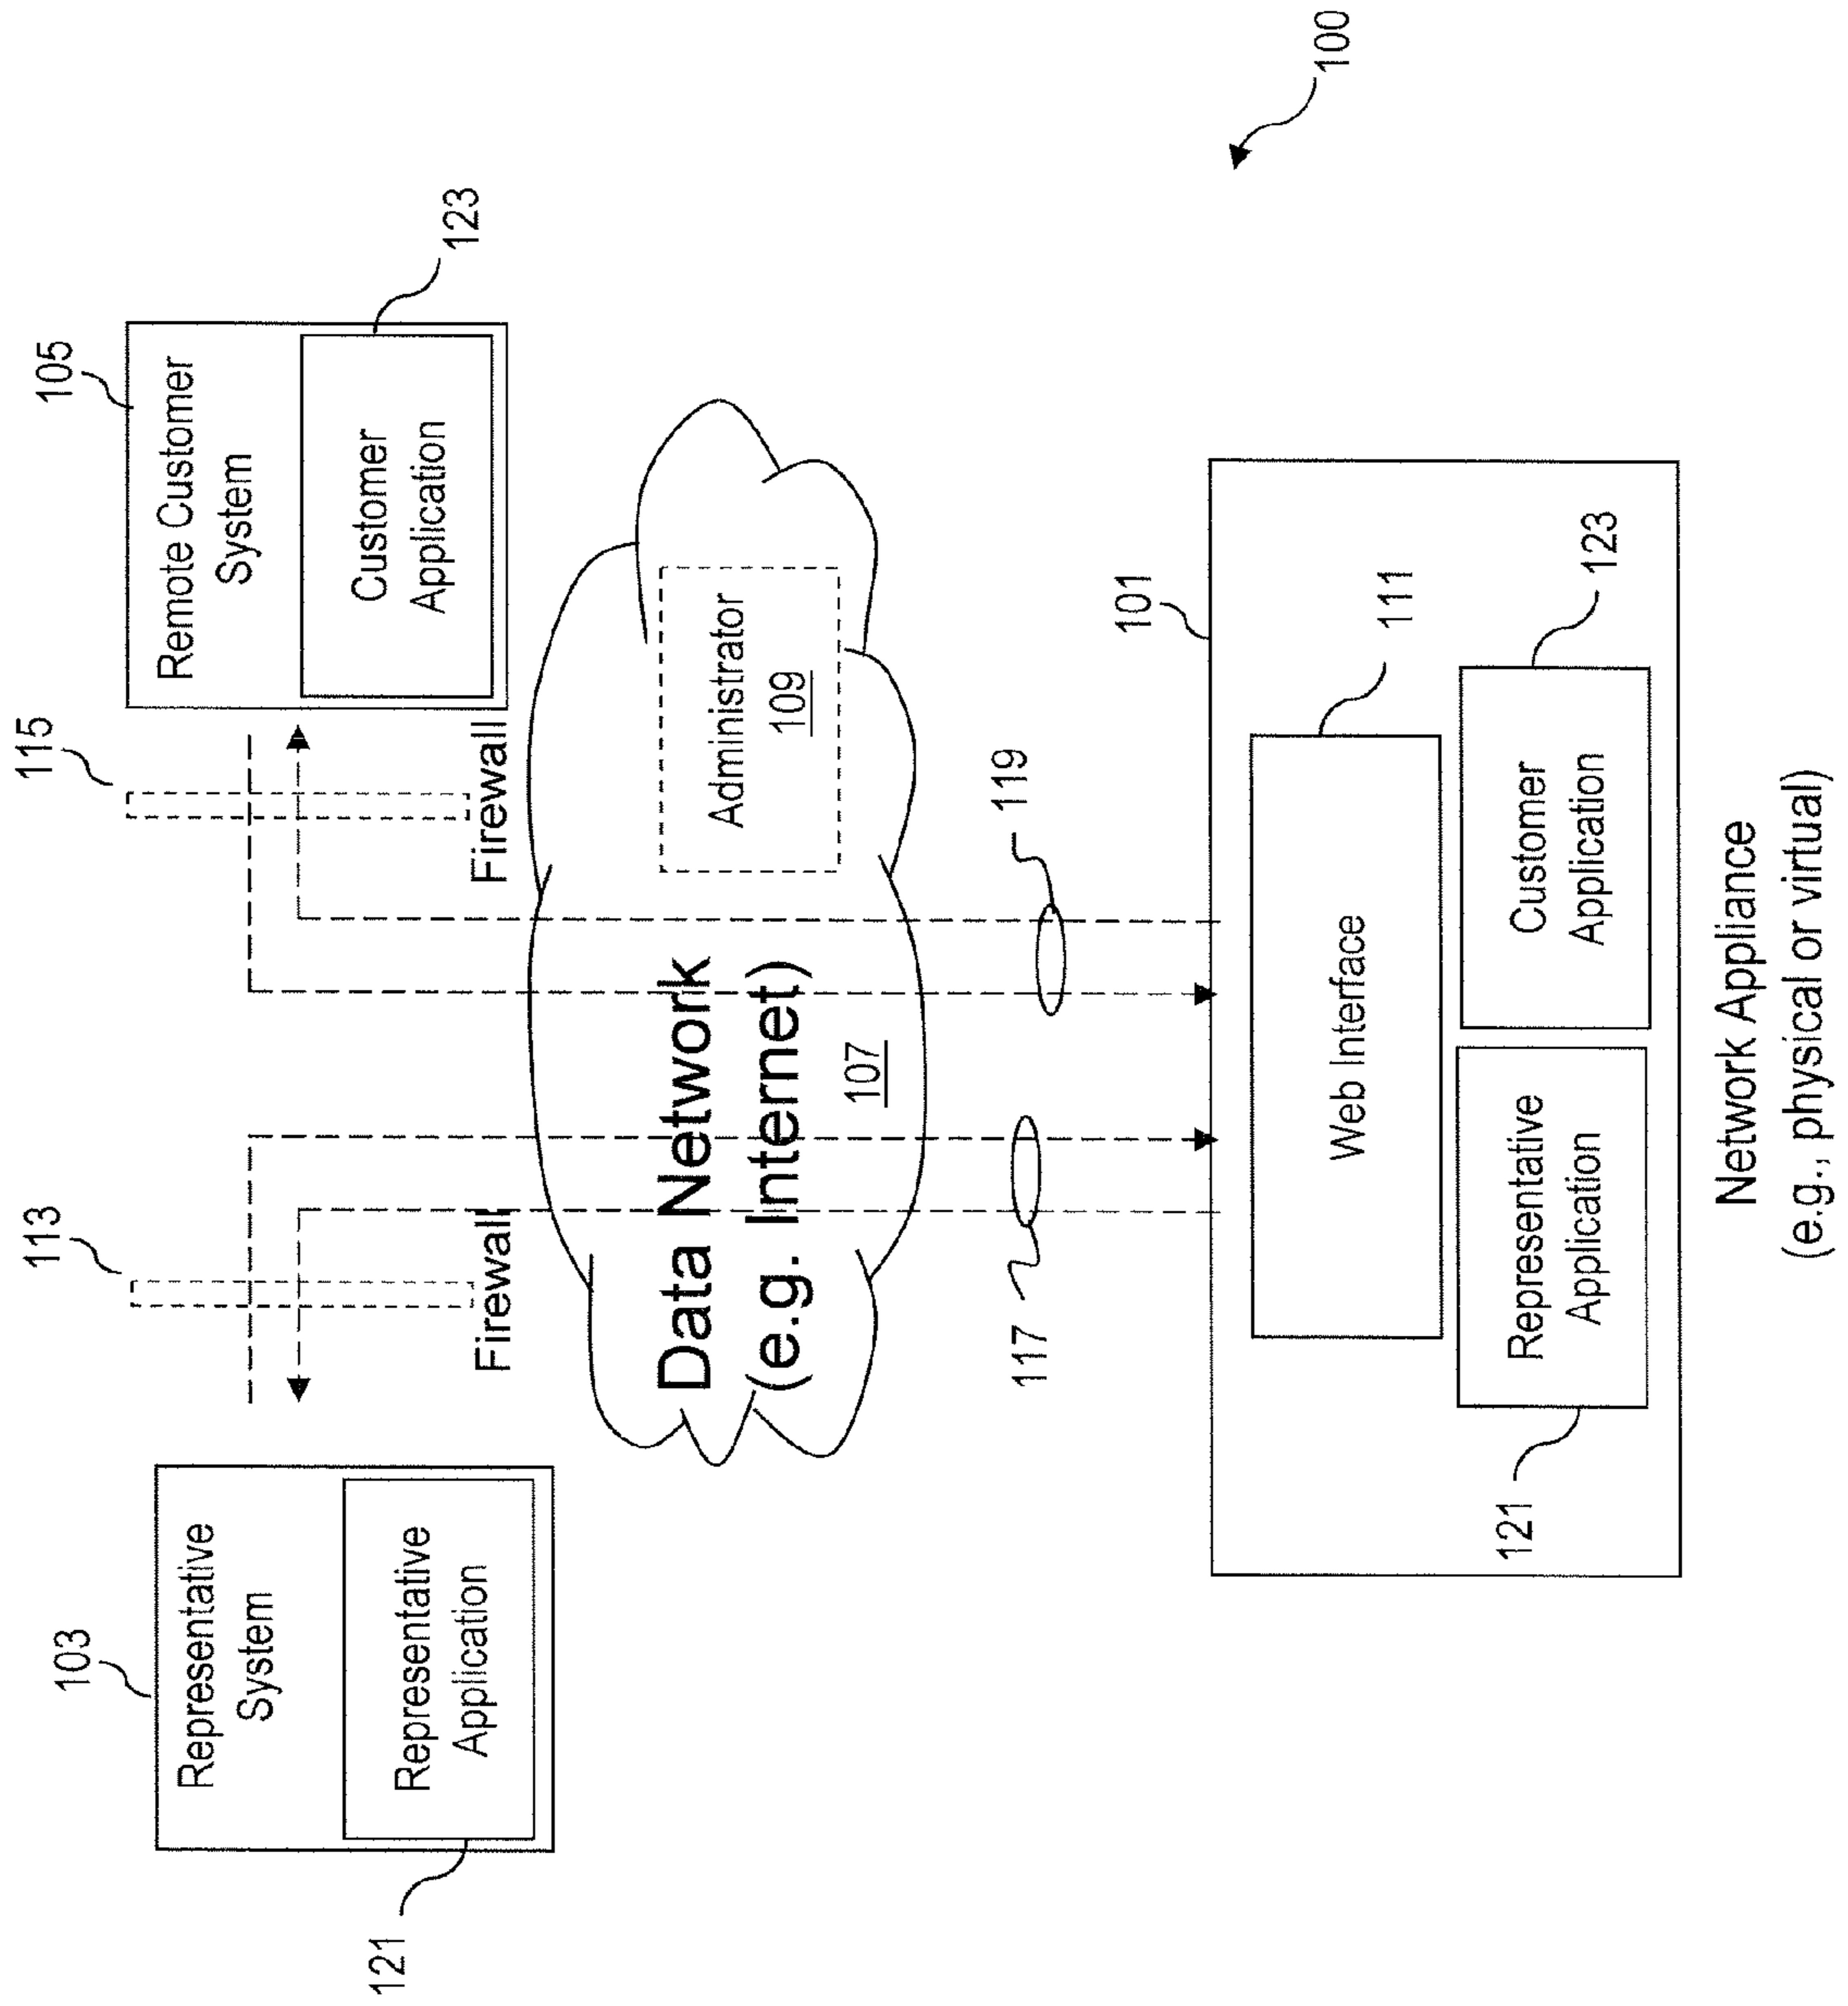 100
103
Representative
System
Representative
Application
121
113
Firewall
115
Firewall
105
Remote Customer
System
Customer
Application
123
Data Network
(e.g. Internet)
107
Administrator
109
117
119
101
Web Interface
111
Representative
Application
121
Customer
Application
123
Network Appliance
(e.g., physical or virtual)